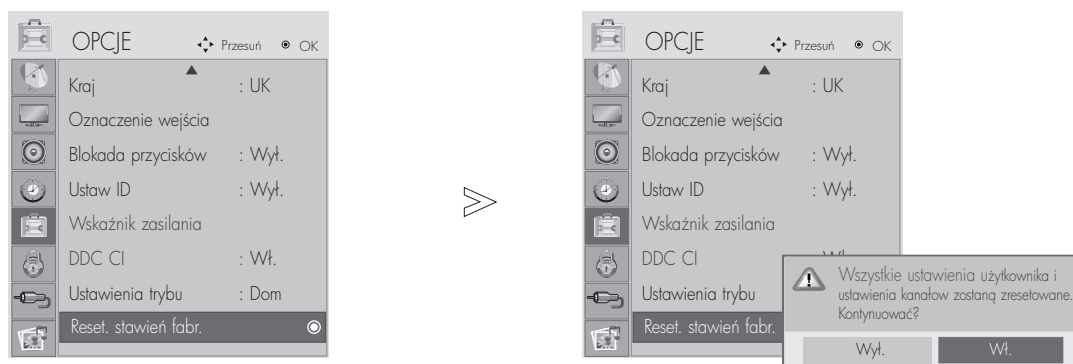 OPCJE Przesuń OK
Kraj : UK
Oznaczenie wejścia
Blokada przycisków : Wył.
Ustaw ID : Wył.
Wskaźnik zasilania
DDC CI : Wł.
Ustawienia trybu : Dom
Reset. stawień fabr.
OPCJE Przesuń OK
Kraj : UK
Oznaczenie wejścia
Blokada przycisków : Wył.
Ustaw ID : Wył.
Wskaźnik zasilania
DDC CI
Ustawienia trybu
Reset. stawień fabr.
Wszystkie ustawienia użytkownika i
ustawienia kanałow zostaną zresetowane.
Kontynuować?
Wył. Wł.